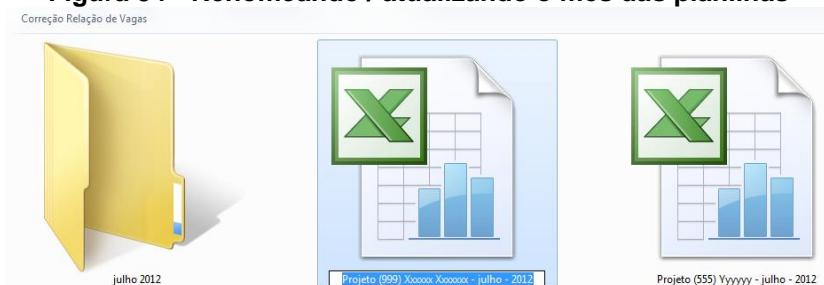 Figura - Renomeando / atualizando o mês das planilhas
Correção Relação de Vagas
julho 2012
Projeto (999) Xxxxxx Xxxxxxx - julho - 2012
Projeto (555) Yyyyyy - julho - 2012